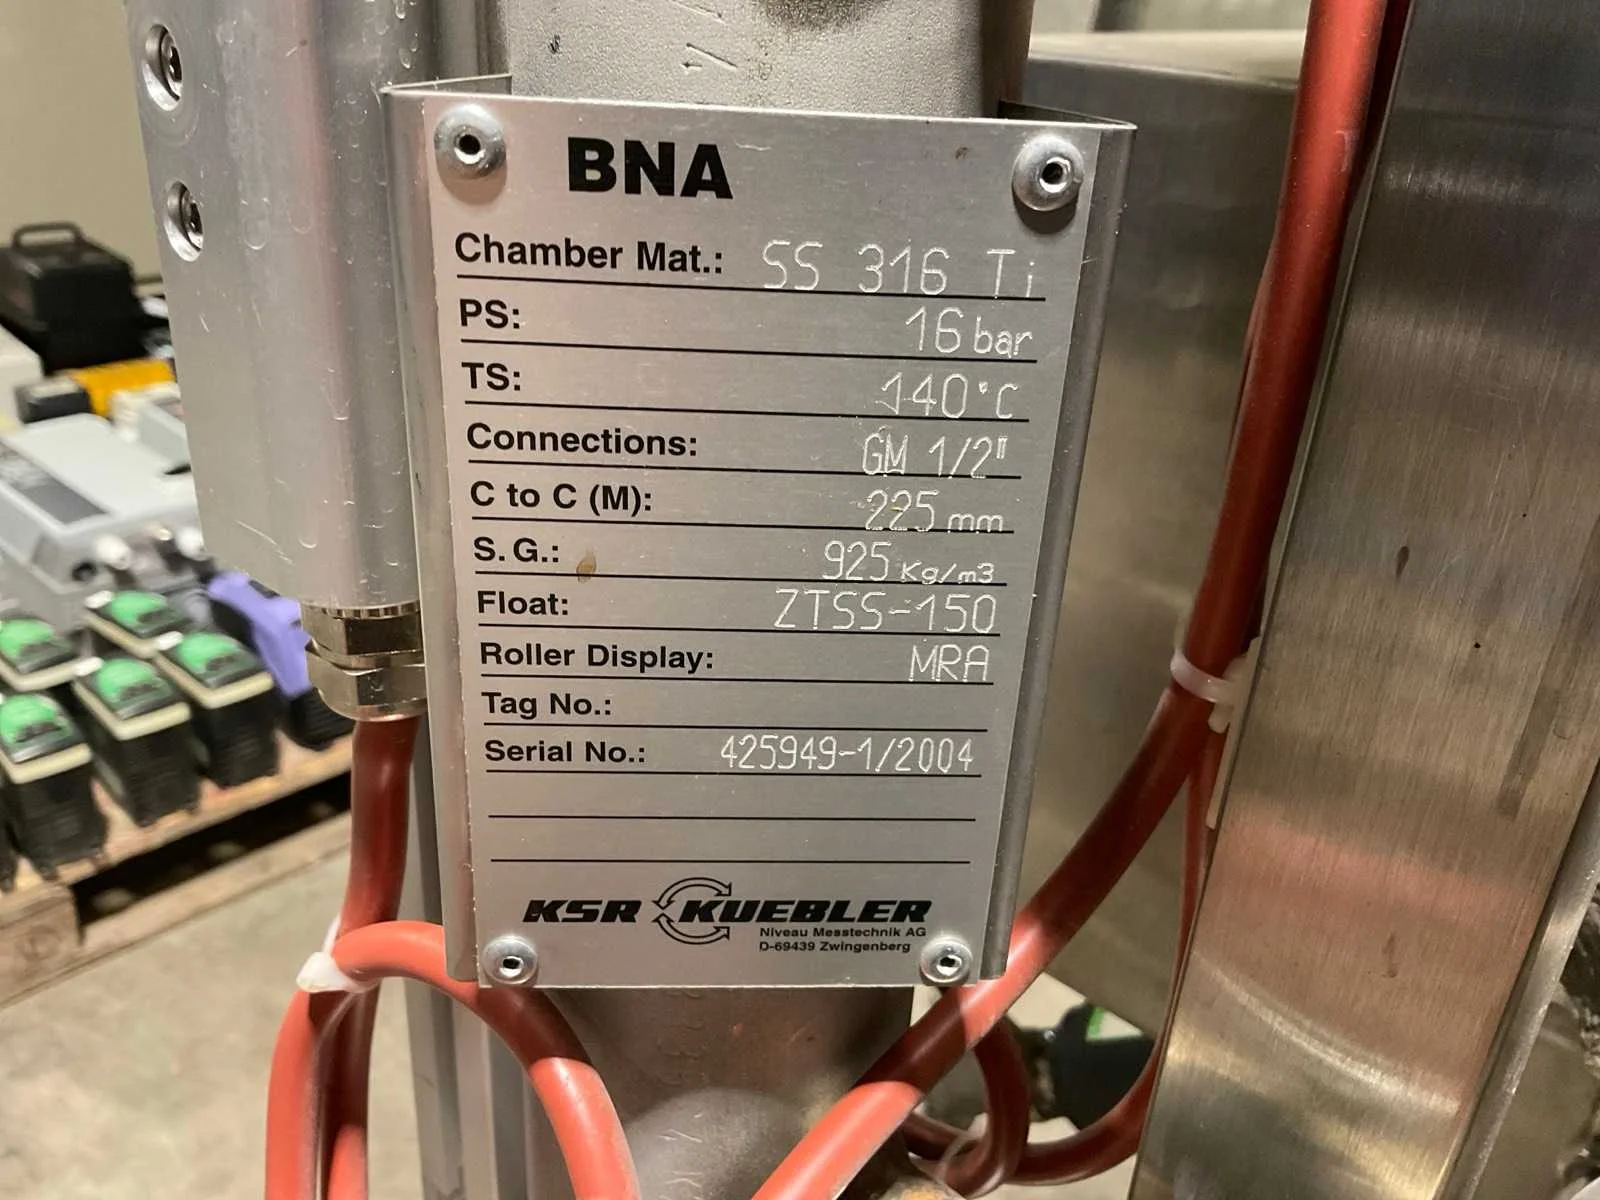 BNA
Chamber Mat.: SS 316 Ti
PS: 16 bar
TS: 140°C
Connections: GM 1/2"
C to C (M): 225 mm
S.G.: 925 Kg/m3
Float: ZTSS-150
Roller Display: MRA
Tag No.:
Serial No.: 425949-1/2004
KSR KUEBLER
Niveau Messtechnik AG
D-69439 Zwingenberg